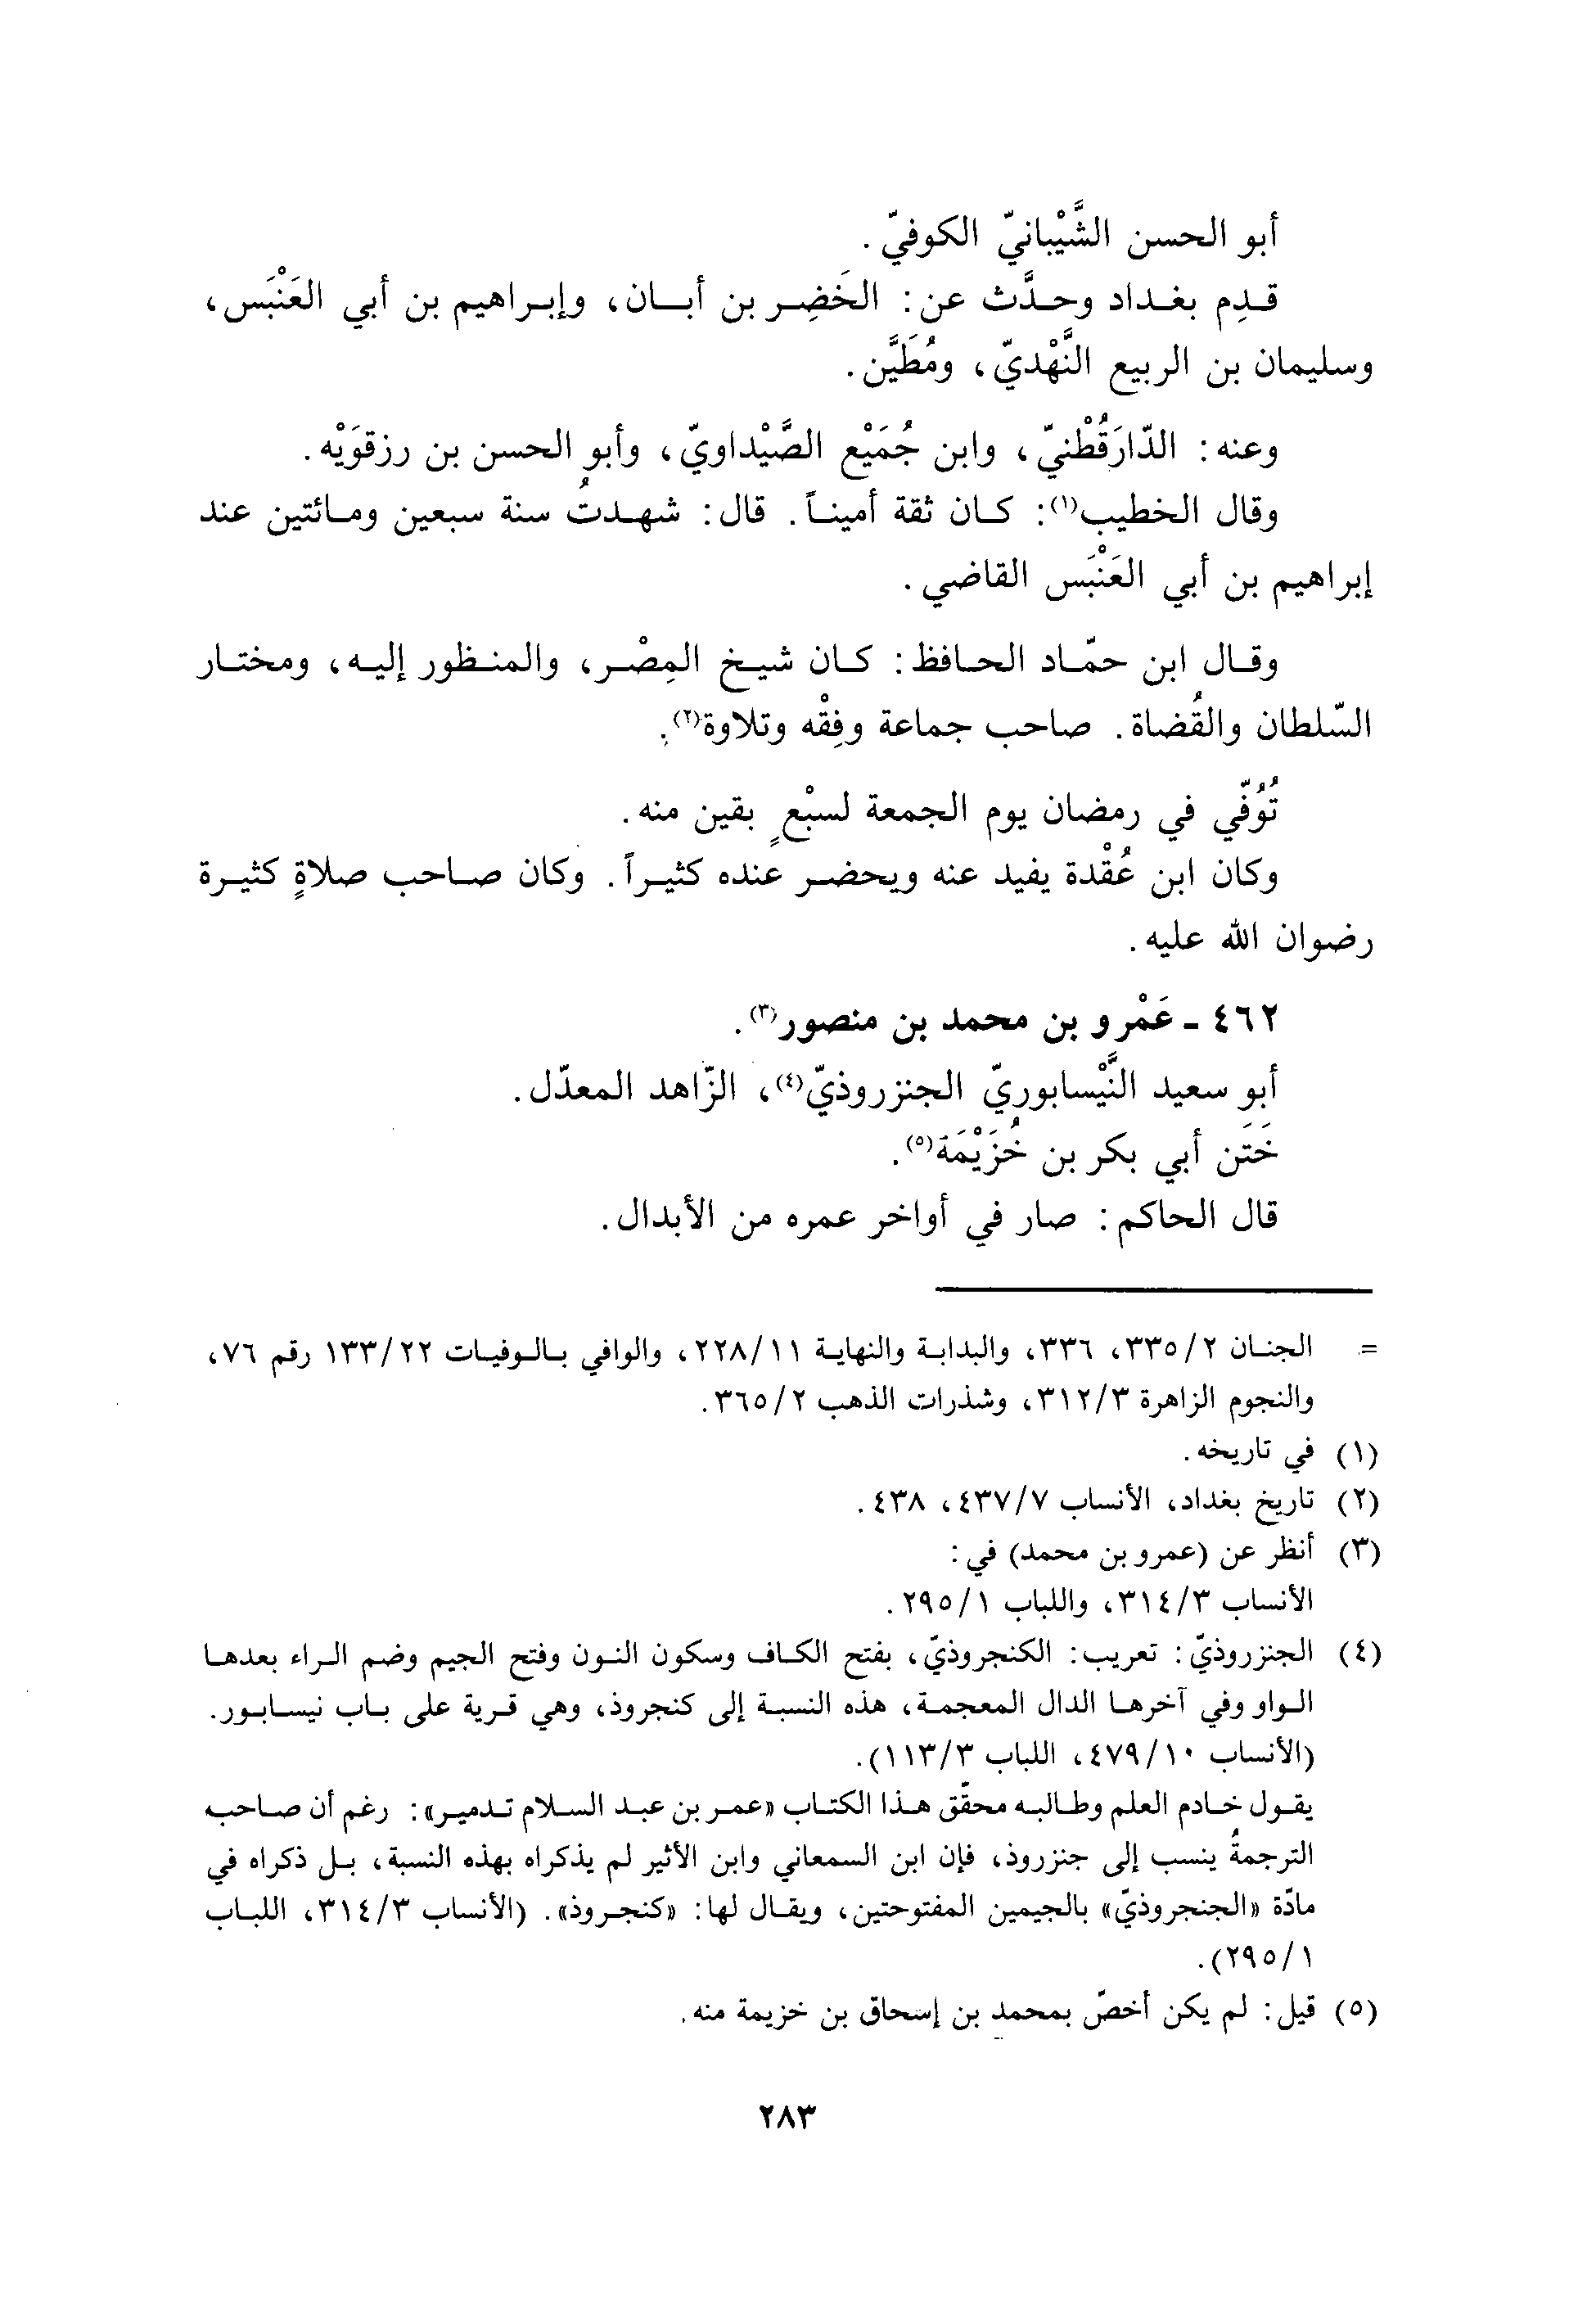 أبو الحسن الشَّيْبانيّ الكوفيّ.
قدِم بغداد وحدَّث عن: الخَضِر بن أبان، وإبراهيم بن أبي العَنْبَس،
وسليمان بن الربيع النَّهْديّ، ومُطَيَّن.
وعنه: الدّارَقُطْنيّ، وابن جُمَيْع الصَّيْداويّ، وأبو الحسن بن رزقوَيْه.
وقال الخطيب(١): كان ثقة أميناً. قال: شهدتُ سنة سبعين ومائتين عند
إبراهيم بن أبي العَنْبَس القاضي.
وقال ابن حمّاد الحافظ: كان شيخ المِصْر، والمنظور إليه، ومختار
السّلطان والقُضاة. صاحب جماعة وفِقْه وتلاوة(٢).
تُوُفّي في رمضان يوم الجمعة لسبْعٍ بقين منه.
وكان ابن عُقْدة يفيد عنه ويحضر عنده كثيراً. وكان صاحب صلاةٍ كثيرة
رضوان الله عليه.
٤٦٢ - عَمْرو بن محمد بن منصور(٣).
أبو سعيد النَّيْسابوريّ الجنزروذيّ(٤)، الزّاهد المعدّل.
خَتَن أبي بكر بن خُزَيْمَة(٥).
قال الحاكم: صار في أواخر عمره من الأبدال.
= الجنان ٣٣٥/٢، ٣٣٦، والبداية والنهاية ٢٢٨/١١، والوافي بالوفيات ١٣٣/٢٢ رقم ٧٦،
والنجوم الزاهرة ٣١٢/٣، وشذرات الذهب ٣٦٥/٢.
(١) في تاريخه.
(٢) تاريخ بغداد، الأنساب ٤٣٧/٧، ٤٣٨.
(٣) أنظر عن (عمرو بن محمد) في:
الأنساب ٣١٤/٣، واللباب ٢٩٥/١.
(٤) الجنزروذيّ: تعريب: الكنجروذيّ، بفتح الكاف وسكون النون وفتح الجيم وضم الراء بعدها
الواو وفي آخرها الدال المعجمة، هذه النسبة إلى كنجروذ، وهي قرية على باب نيسابور.
(الأنساب ٤٧٩/١٠، اللباب ١١٣/٣).
يقول خادم العلم وطالبه محقّق هذا الكتاب «عمر بن عبد السلام تدمير»: رغم أن صاحب
الترجمةُ ينسب إلى جنزروذ، فإن ابن السمعاني وابن الأثير لم يذكراه بهذه النسبة، بل ذكراه في
مادّة «الجنجروذيّ» بالجيمين المفتوحتين، ويقال لها: «كنجروذ». (الأنساب ٣١٤/٣، اللباب
٢٩٥/١).
(٥) قيل: لم يكن أخصّ بمحمد بن إسحاق بن خزيمة منه.
٢٨٣